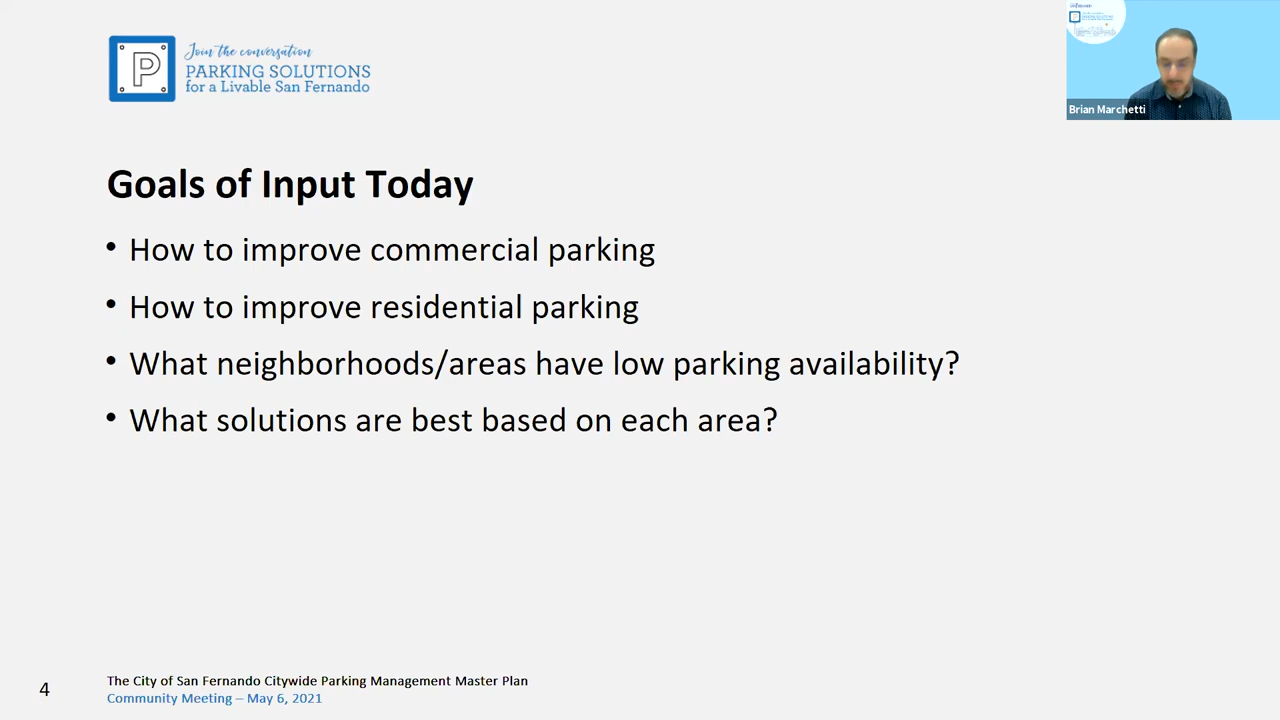 Join the conversation
P
PARKING SOLUTIONS
for a Livable San Fernando
Brian Marchetti
Goals of Input Today
• How to improve commercial parking
• How to improve residential parking
• What neighborhoods/areas have low parking availability?
• What solutions are best based on each area?
4
The City of San Fernando Citywide Parking Management Master Plan
Community Meeting – May 6, 2021